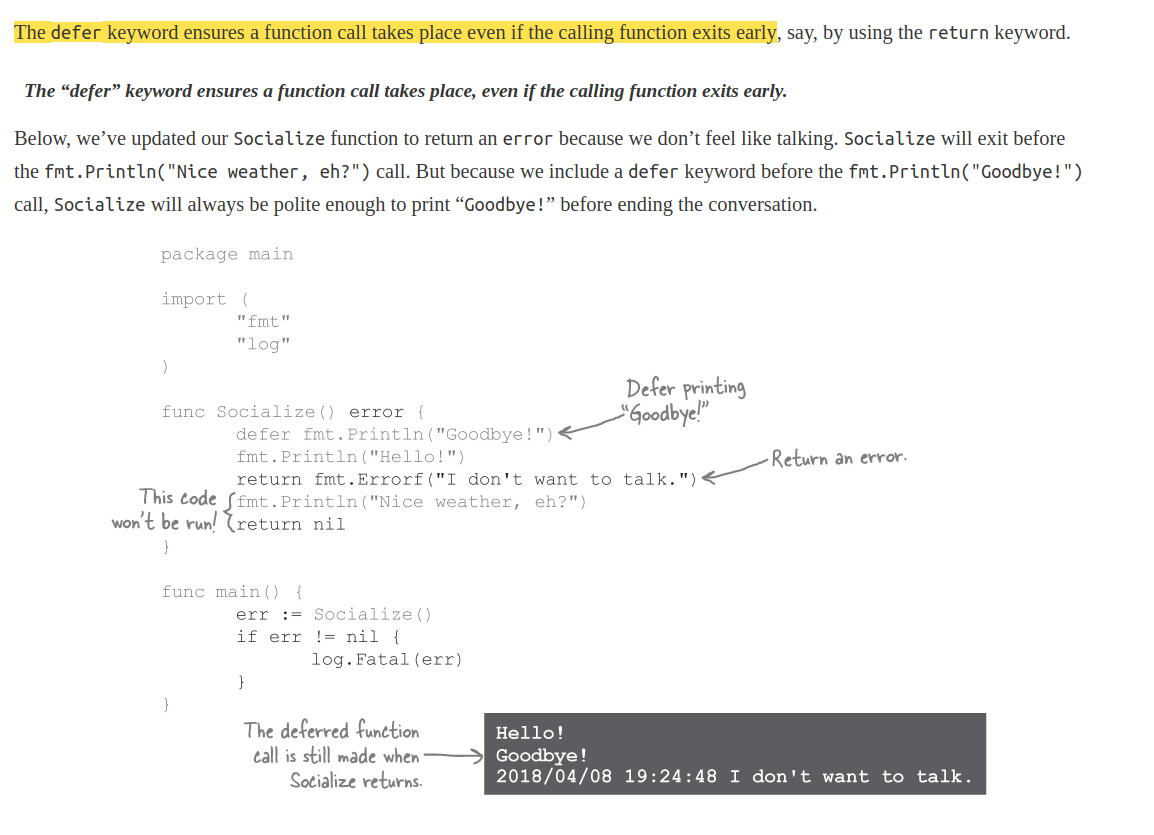 The defer keyword ensures a function call takes place even if the calling function exits early, say, by using the return keyword.
The “defer” keyword ensures a function call takes place, even if the calling function exits early.
Below, we’ve updated our Socialize function to return an error because we don’t feel like talking. Socialize will exit before
the fmt.Println("Nice weather, eh?") call. But because we include a defer keyword before the fmt.Println("Goodbye!")
call, Socialize will always be polite enough to print “Goodbye!” before ending the conversation.
package main
import (
"fmt"
"log"
)
Defer printing
“Goodbye!”
func Socialize() error {
defer fmt.Println("Goodbye!")
fmt.Println("Hello!")
Return an error.
return fmt.Errorf("I don't want to talk.")
This code
won’t be run!
fmt.Println("Nice weather, eh?")
return nil
}
func main() {
err := Socialize()
if err != nil {
log.Fatal(err)
}
}
The deferred function
call is still made when
Socialize returns.
Hello!
Goodbye!
2018/04/08 19:24:48 I don't want to talk.